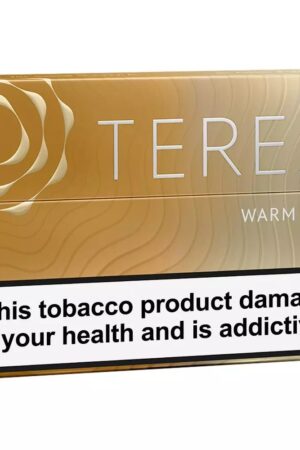 TERE
WARM
his tobacco product dama
your health and is addictiv